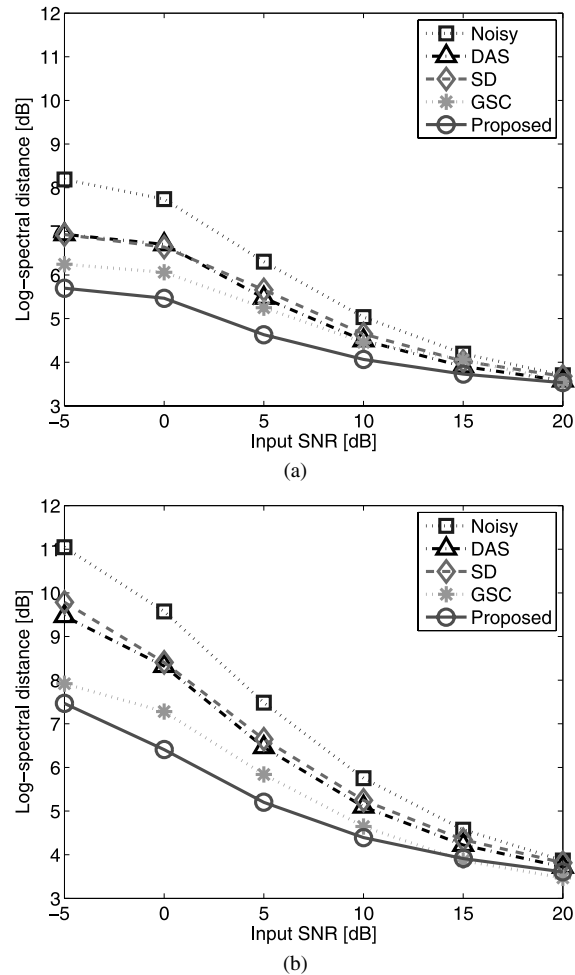 12
11
10
9
8
7
6
5
4
3
Log-spectral distance [dB]
Noisy
DAS
SD
GSC
Proposed
-5
0
5
10
15
20
Input SNR [dB]
(a)
12
11
10
9
8
7
6
5
4
3
Log-spectral distance [dB]
Noisy
DAS
SD
GSC
Proposed
-5
0
5
10
15
20
Input SNR [dB]
(b)